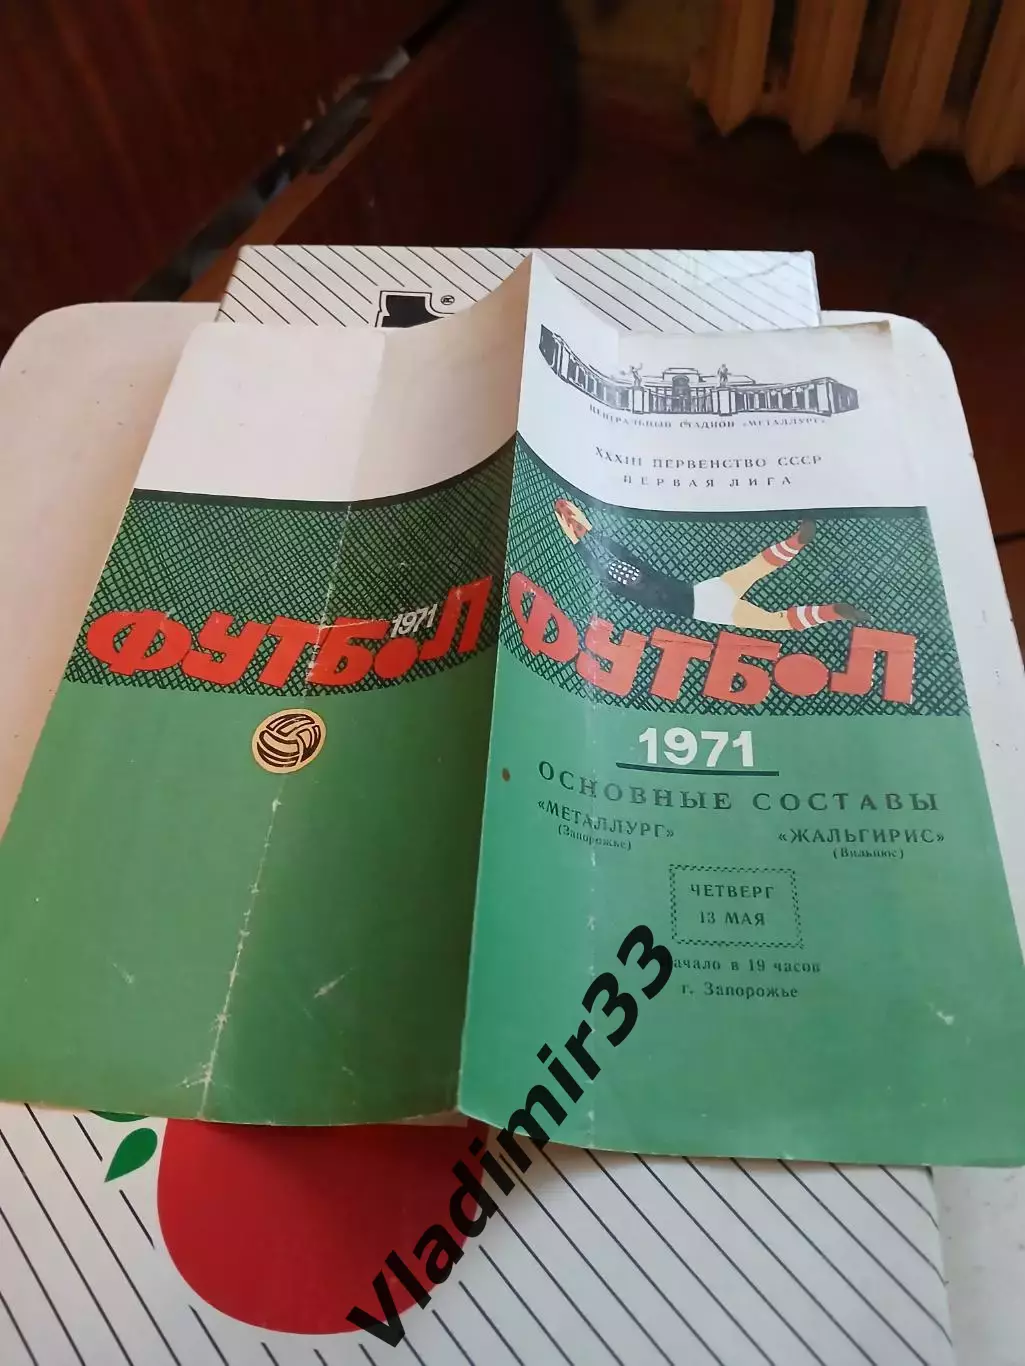 ЦЕНТРАЛЬНЫЙ СТАДИОН «МЕТАЛЛУРГ»
XXXIII ПЕРВЕНСТВО СССР
ПЕРВАЯ ЛИГА
ФУТБОЛ
1971
ФУТБОЛ
1971
ОСНОВНЫЕ СОСТАВЫ
«МЕТАЛЛУРГ»
(Запорожье)
«ЖАЛЬГИРИС»
(Вильнюс)
ЧЕТВЕРГ
13 МАЯ
ачало в 19 часов
г. Запорожье
vladimir33